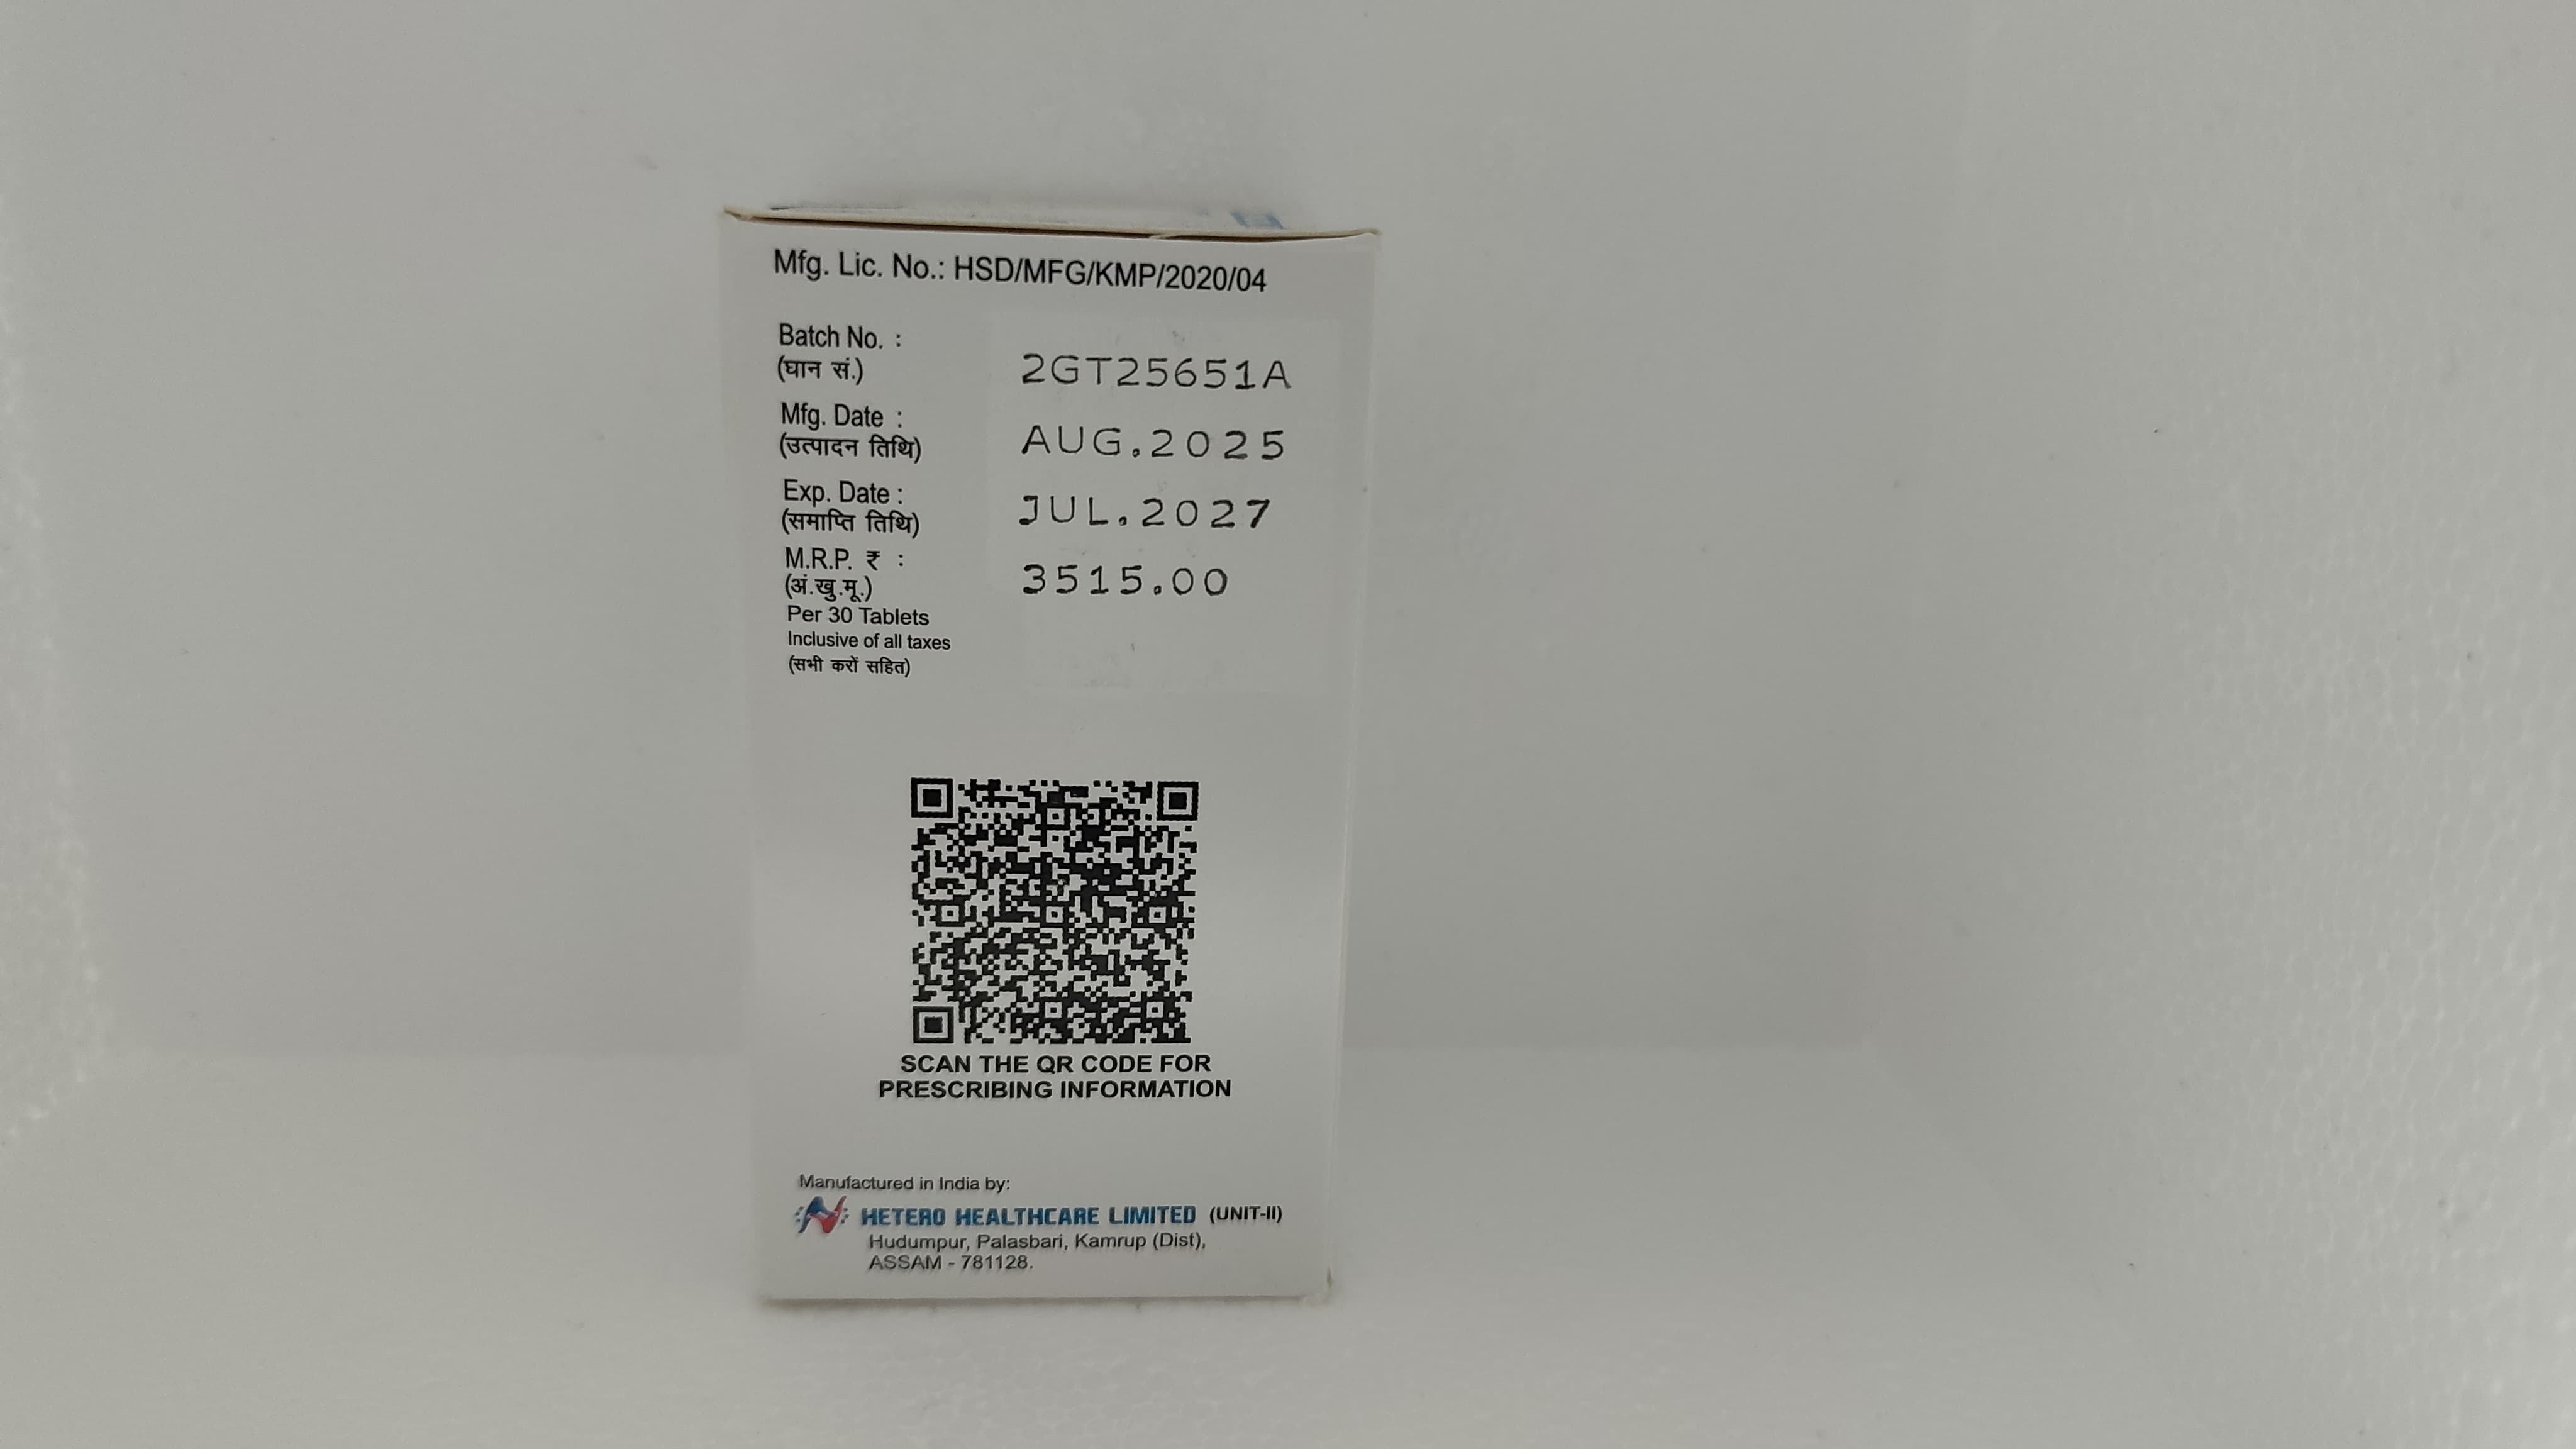 Mfg. Lic. No.: HSD/MFG/KMP/2020/04
Batch No. :
(घान सं.) 2GT25651A
Mfg. Date :
(उत्पादन तिथि) AUG.2025
Exp. Date :
(समाप्ति तिथि) JUL.2027
M.R.P. ₹ :
(अं.खु.मू.) 3515.00
Per 30 Tablets
Inclusive of all taxes
(सभी करों सहित)
SCAN THE QR CODE FOR
PRESCRIBING INFORMATION
Manufactured in India by:
HETERO HEALTHCARE LIMITED (UNIT-II)
Hudumpur, Palasbari, Kamrup (Dist),
ASSAM - 781128.